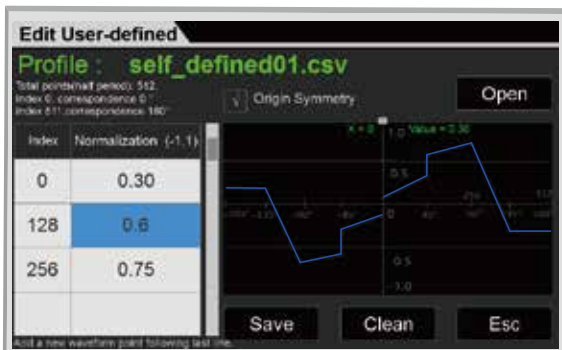 Edit User-defined
Profile : self_defined01.csv
Total points(half period): 512.
Index 0, correspondence 0°
Index 511,correspondence 180°
Origin Symmetry
Open
Index Normalization (-1,1)
0 0.30
128 0.6
256 0.75
X = 0 Value = 0.30
1.0
0.5
0
0.5
-1.0
Save
Clean
Esc
Add a new waveform point following last line.